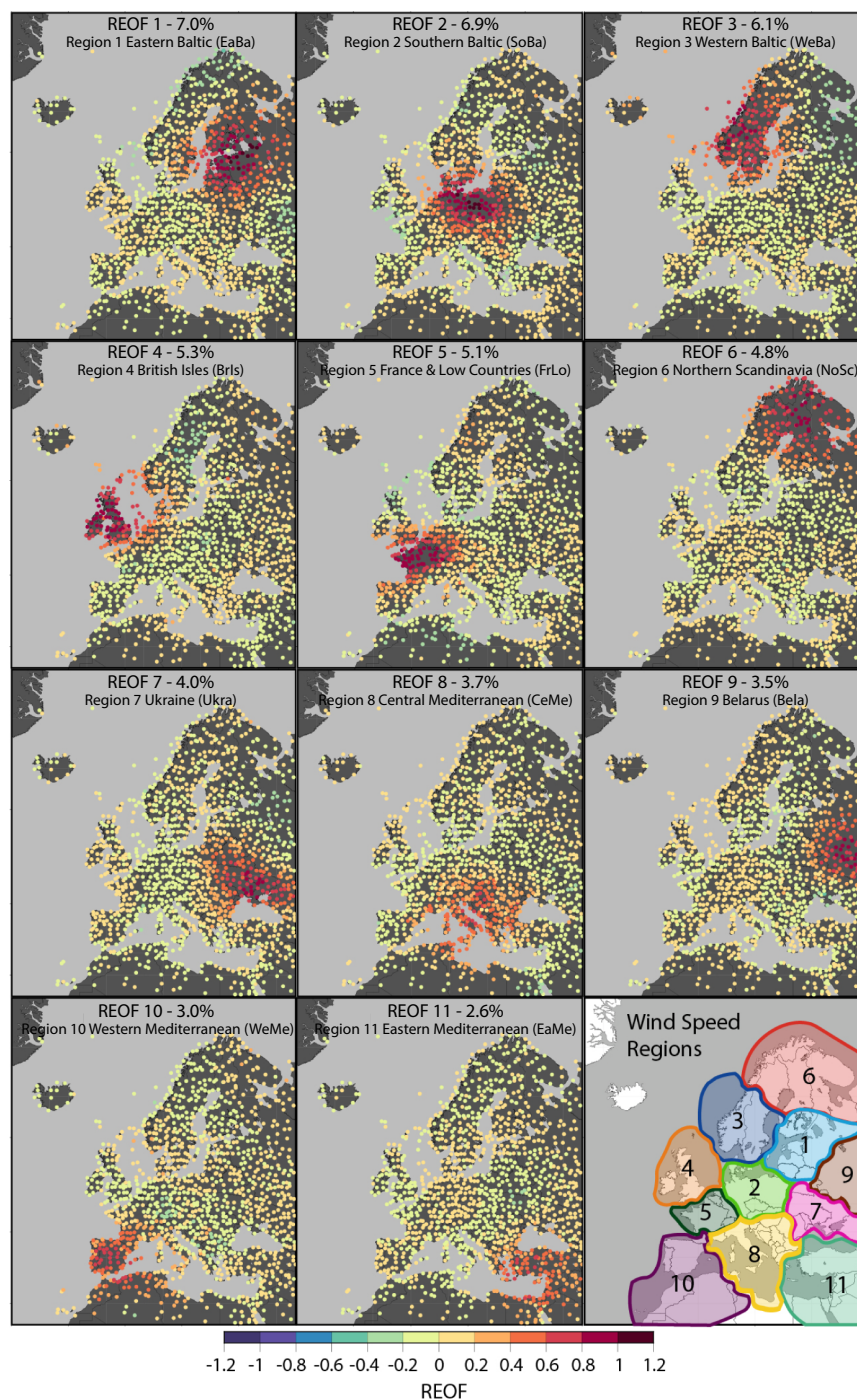 REOF 1 - 7.0%
Region 1 Eastern Baltic (EaBa)
REOF 2 - 6.9%
Region 2 Southern Baltic (SoBa)
REOF 3 - 6.1%
Region 3 Western Baltic (WeBa)
REOF 4 - 5.3%
Region 4 British Isles (BrIs)
REOF 5 - 5.1%
Region 5 France & Low Countries (FrLo)
REOF 6 - 4.8%
Region 6 Northern Scandinavia (NoSc)
REOF 7 - 4.0%
Region 7 Ukraine (Ukra)
REOF 8 - 3.7%
Region 8 Central Mediterranean (CeMe)
REOF 9 - 3.5%
Region 9 Belarus (Bela)
REOF 10 - 3.0%
Region 10 Western Mediterranean (WeMe)
REOF 11 - 2.6%
Region 11 Eastern Mediterranean (EaMe)
Wind Speed
Regions
6
3
1
4
9
2
5
7
8
10
11
-1.2 -1 -0.8 -0.6 -0.4 -0.2 0 0.2 0.4 0.6 0.8 1 1.2
REOF